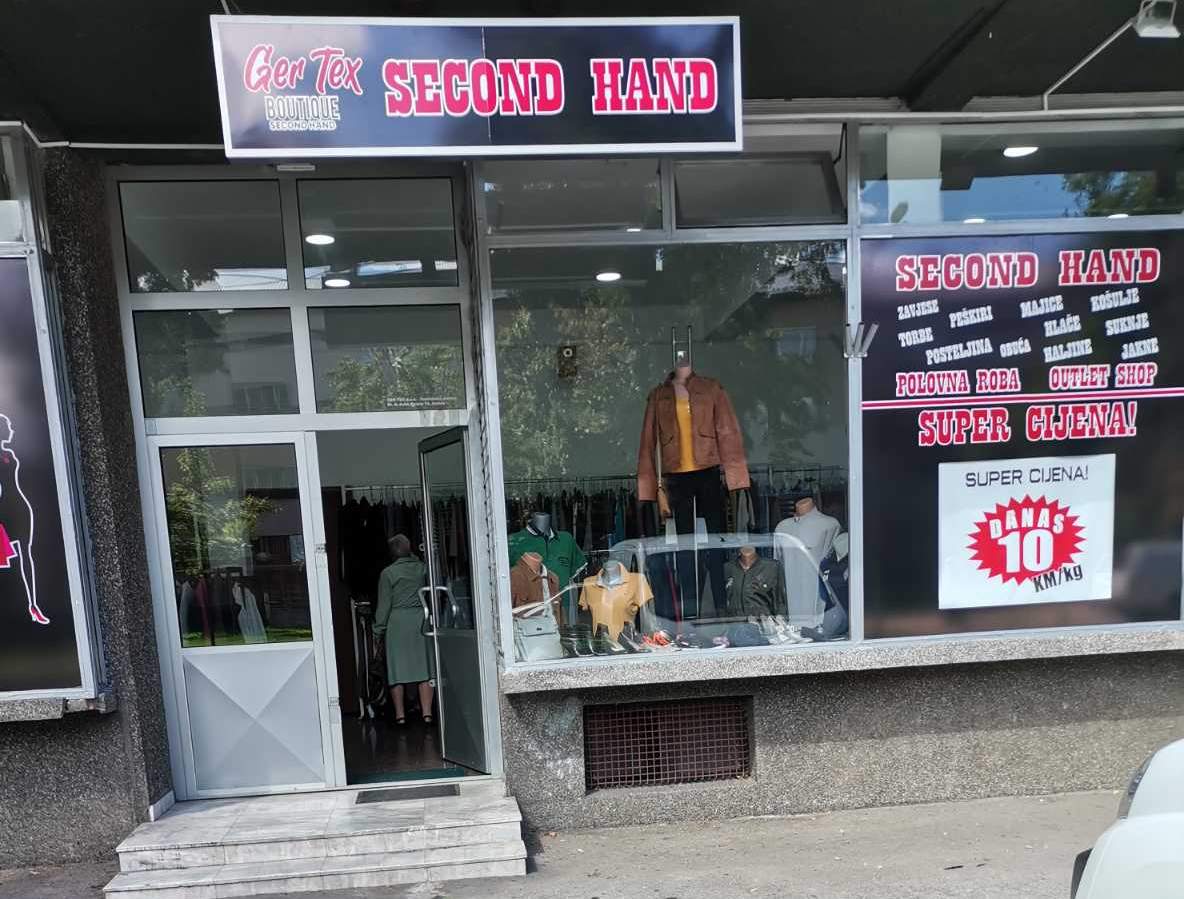 Ger Tex
BOUTIQUE
SECOND HAND
SECOND HAND
SECOND HAND
ZAVJESE PEŠKIRI MAJICE KOŠULJE
TORBE HLAČE SUKNJE
POSTELJINA OBUĆA HALJINE JAKNE
POLOVNA ROBA OUTLET SHOP
SUPER CIJENA!
SUPER CIJENA!
DANAS
10
KM/kg